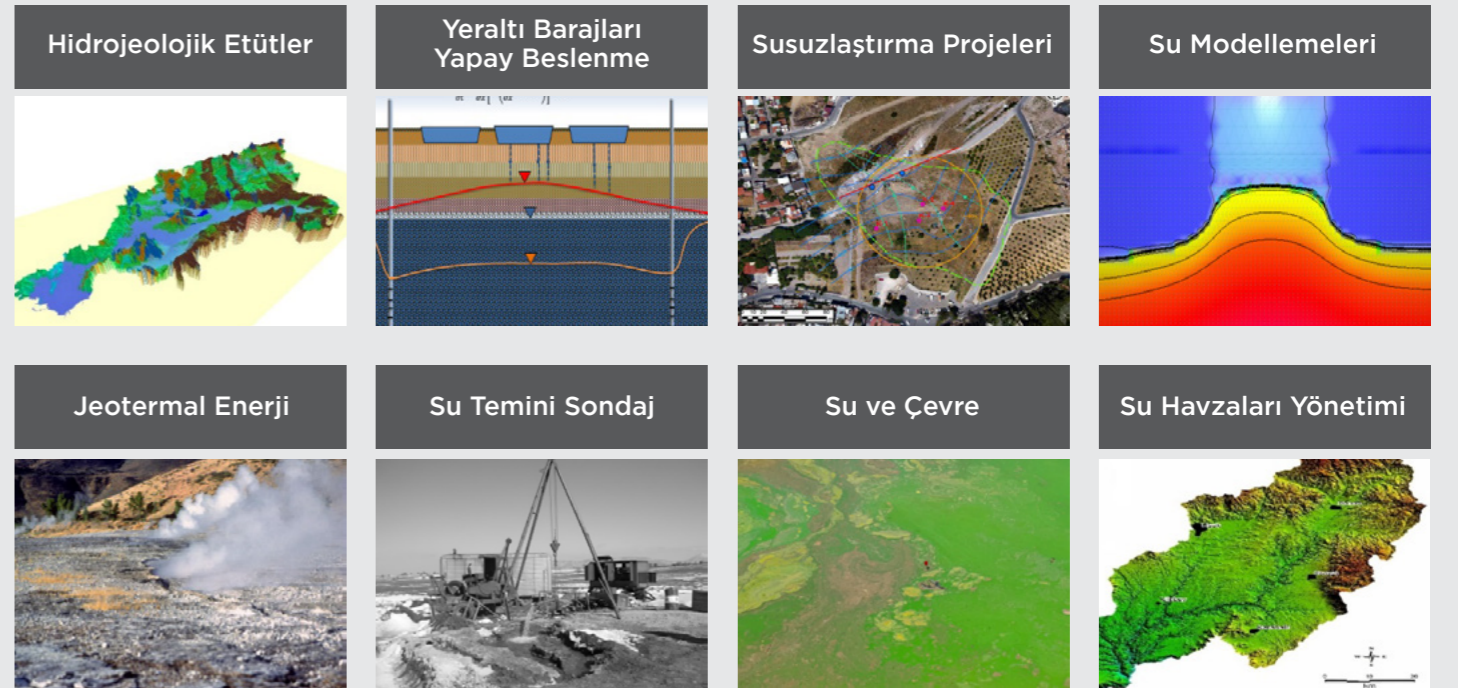 Hidrojeolojik Etütler
Yeraltı Barajları
Yapay Beslenme
Susuzlaştırma Projeleri
Su Modellemeleri
Jeotermal Enerji
Su Temini Sondaj
Su ve Çevre
Su Havzaları Yönetimi